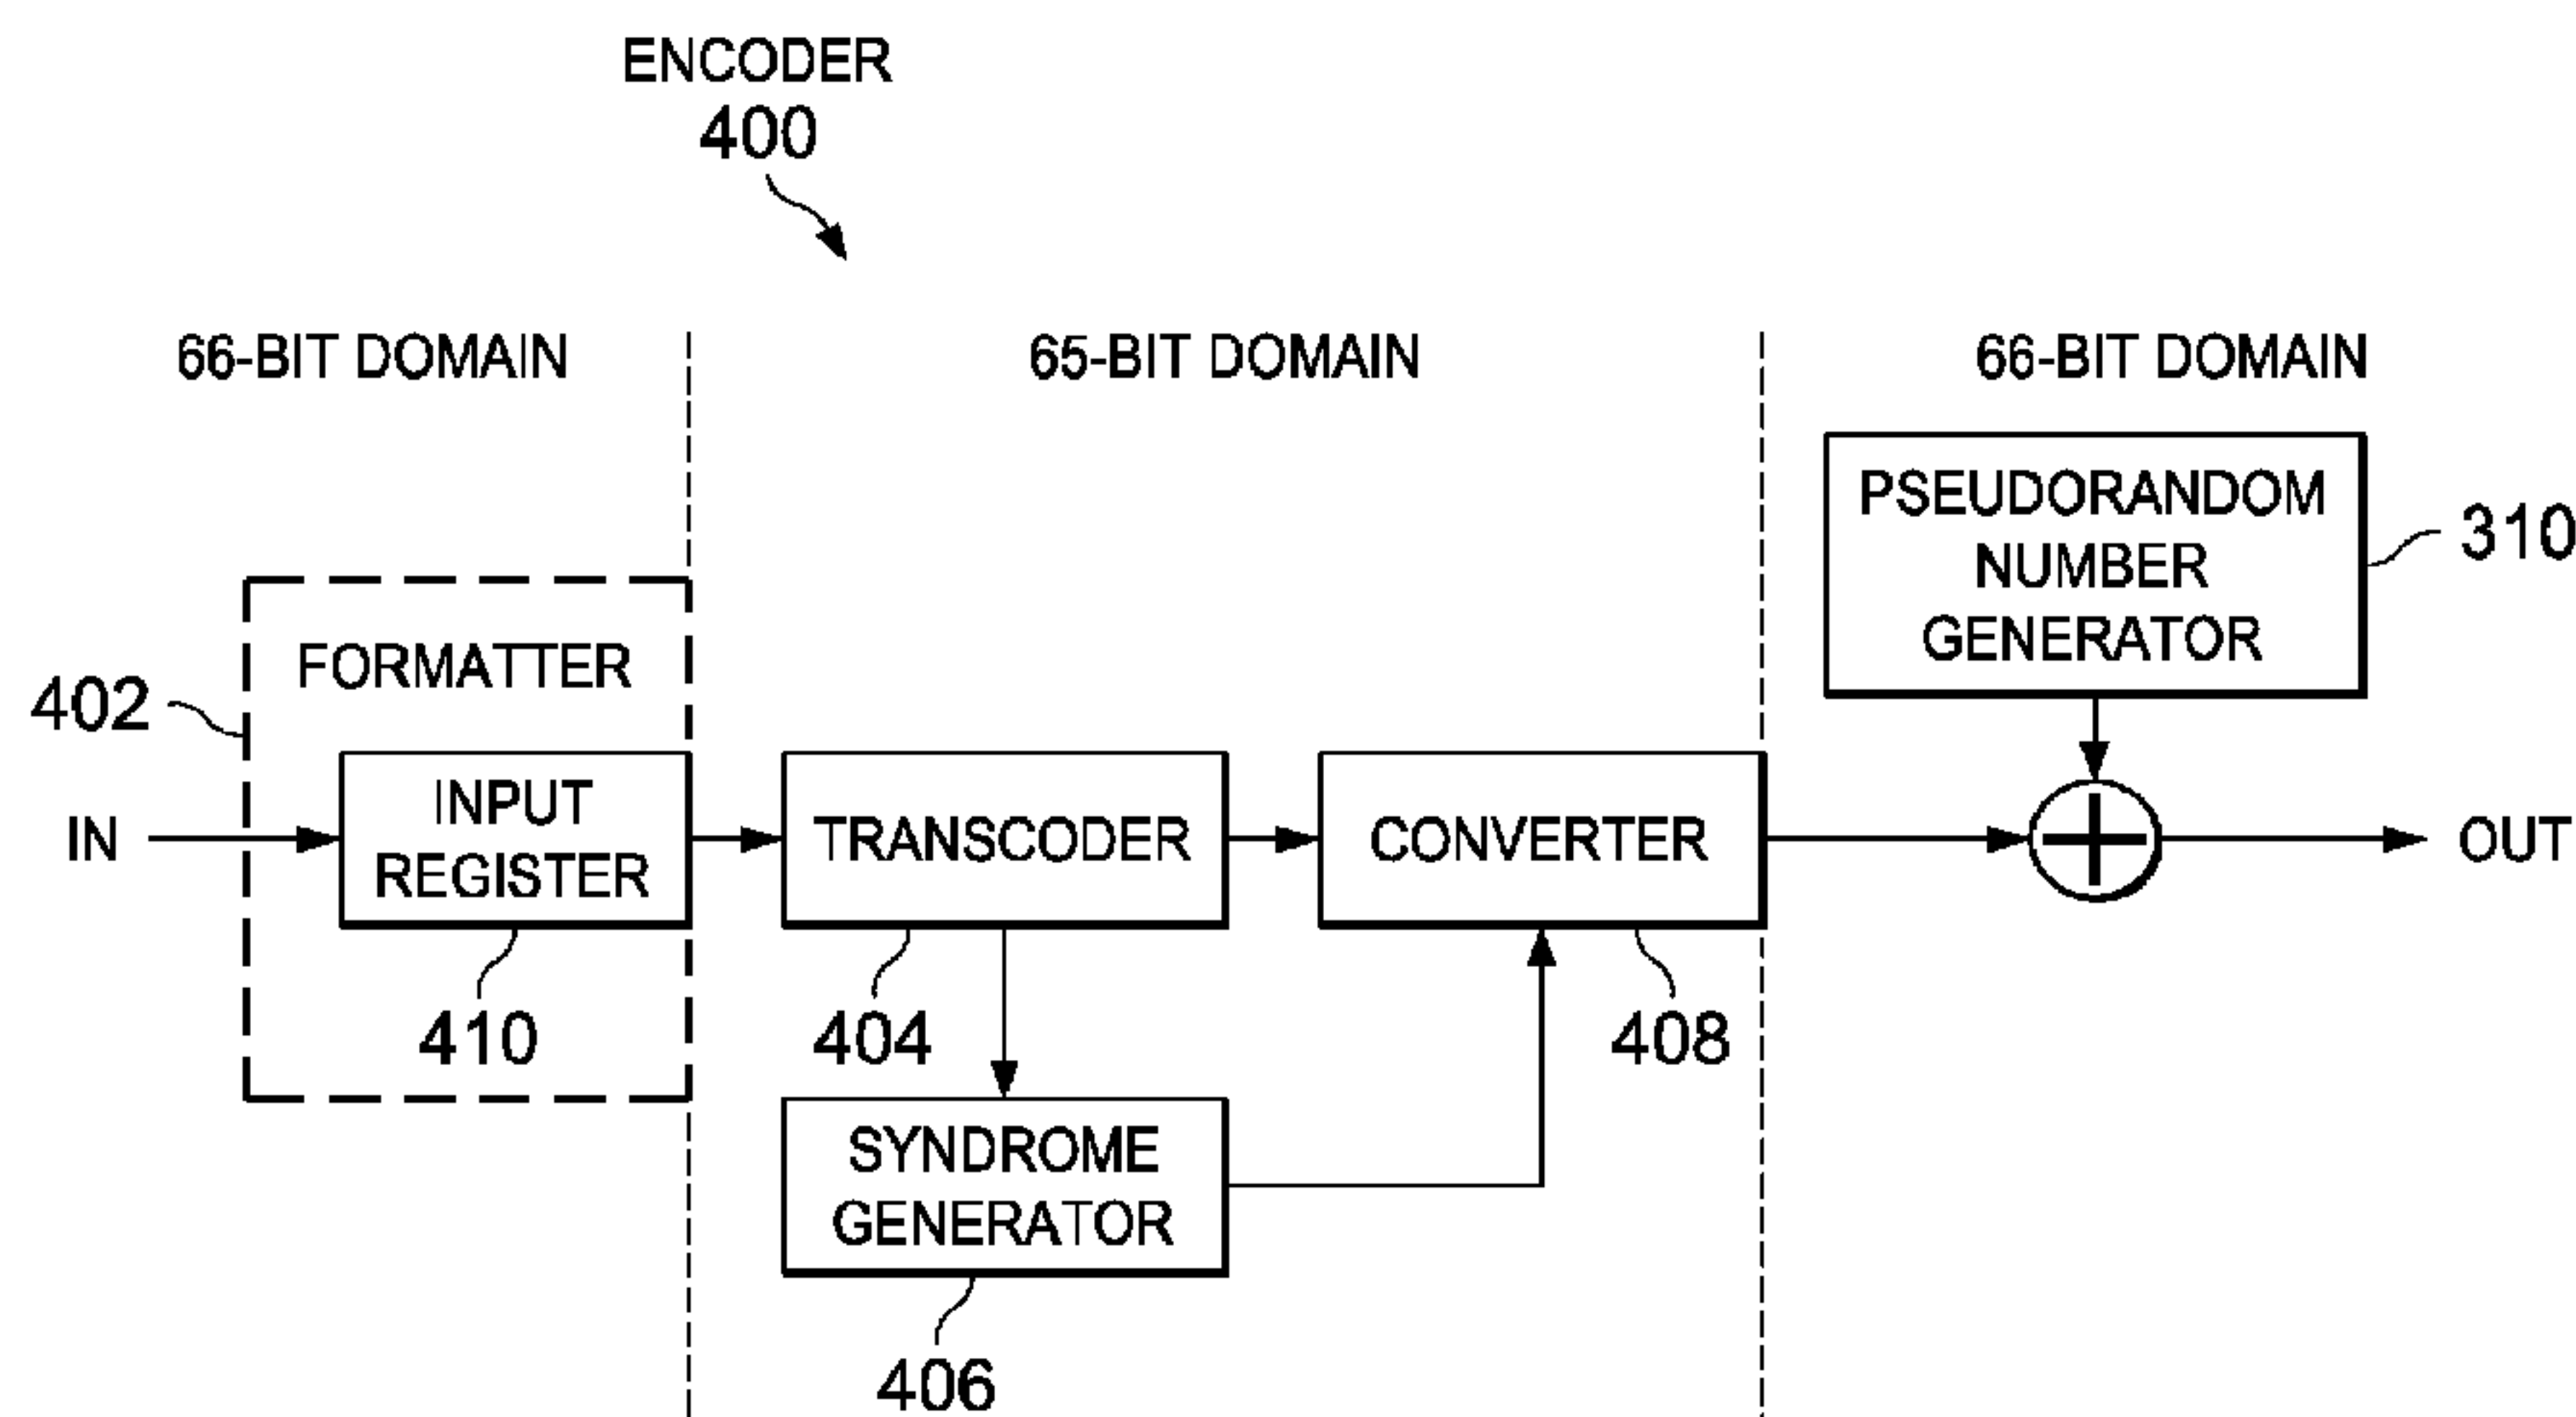 ENCODER
400
66-BIT DOMAIN
65-BIT DOMAIN
66-BIT DOMAIN
PSEUDORANDOM
NUMBER
GENERATOR
310
FORMATTER
402
IN
INPUT
REGISTER
TRANSCODER
CONVERTER
OUT
410
404
408
SYNDROME
GENERATOR
406